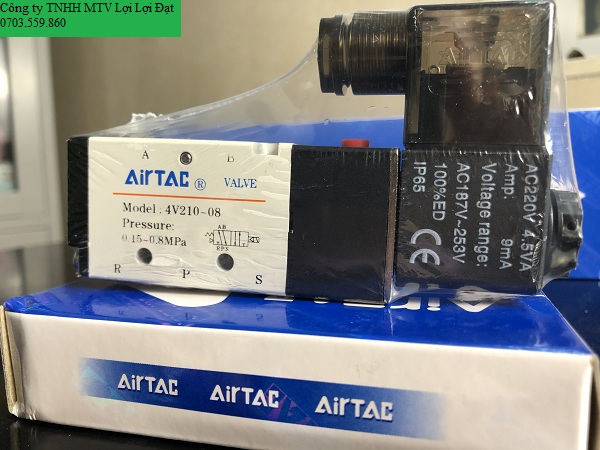 Công ty TNHH MTV Lợi Lợi Đạt
0703.559.860
A B
AirTAC ® VALVE
Model : 4V210-08
Pressure:
0.15-0.8MPa
A B
R P S
R P S
AC220V 4.5VA
Amp: 9mA
Voltage range:
AC187V-253V
100%ED
IP65
CE
AirTAC AirTAC AirTAC